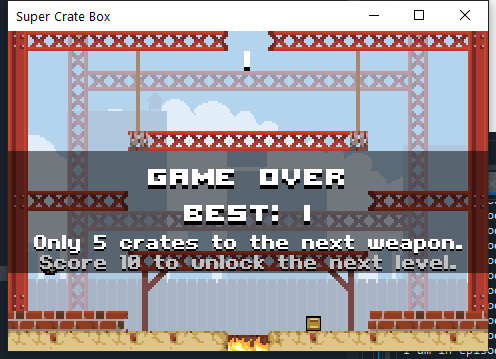 Super Crate Box
1
GAME OVER
BEST: 1
Only 5 crates to the next weapon.
Score 10 to unlock the next level.